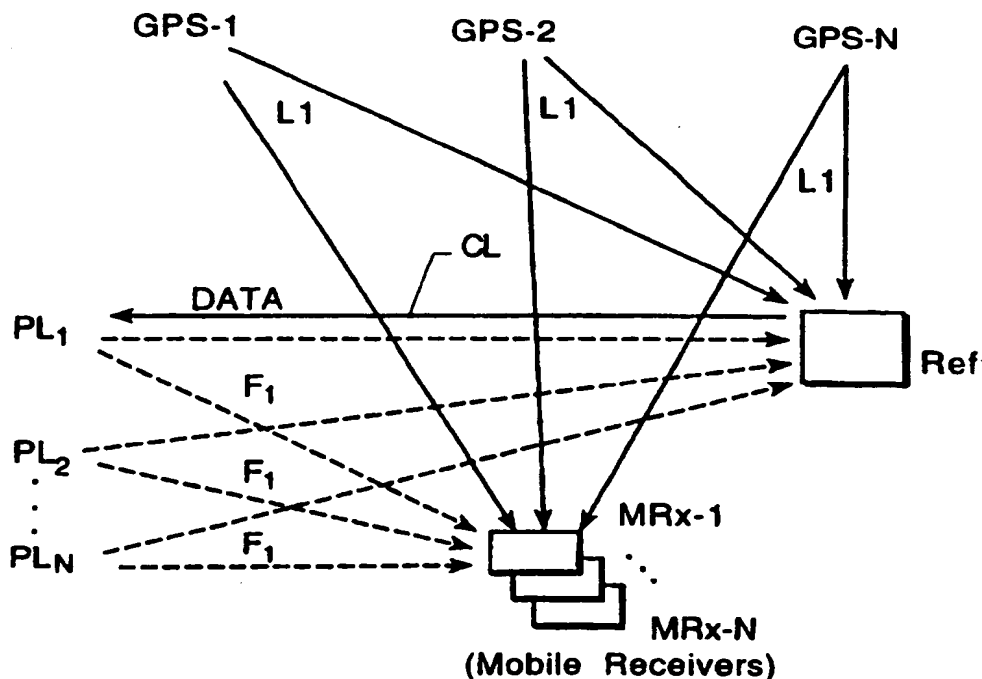 GPS-1
GPS-2
GPS-N
L1
L1
L1
CL
DATA
PL₁
Ref
F₁
PL₂
F₁
MRx-1
PL_N
F₁
MRx-N
(Mobile Receivers)